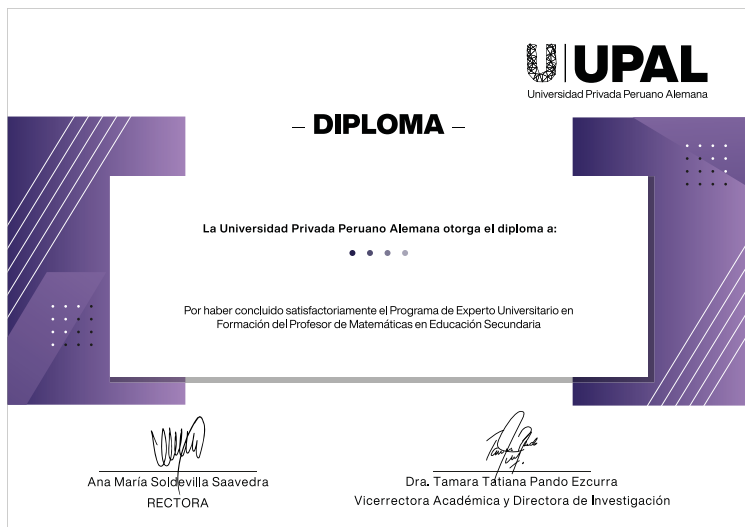 UPAL
Universidad Privada Peruano Alemana
– DIPLOMA –
La Universidad Privada Peruano Alemana otorga el diploma a:
Por haber concluido satisfactoriamente el Programa de Experto Universitario en
Formación del Profesor de Matemáticas en Educación Secundaria
Ana María Soldevilla Saavedra
RECTORA
Dra. Tamara Tatiana Pando Ezcurra
Vicerrectora Académica y Directora de Investigación